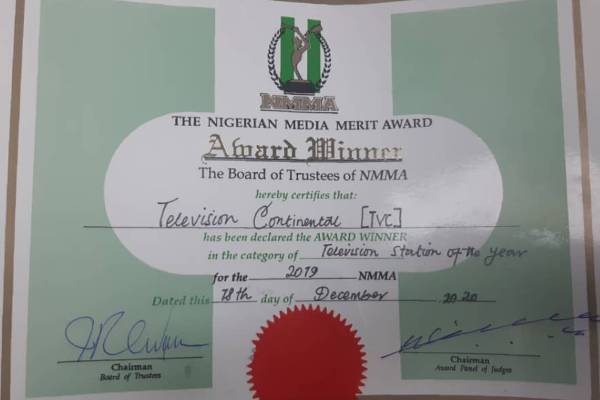 NMMA
THE NIGERIAN MEDIA MERIT AWARD
Award Winner
The Board of Trustees of NMMA
hereby certifies that:
Television Continental [TVC]
has been declared the AWARD WINNER
in the category of Television Station of the Year
for the 2019 NMMA
Dated this 18th day of December 2020
Chairman
Board of Trustees
Chairman
Award Panel of Judges